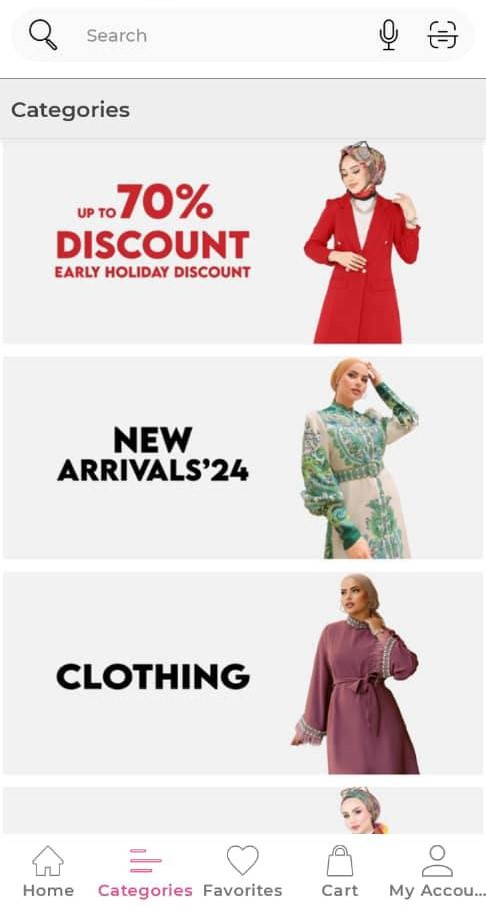 Search
Categories
UP TO 70%
DISCOUNT
EARLY HOLIDAY DISCOUNT
NEW
ARRIVALS’24
CLOTHING
Home Categories Favorites Cart My Accou...